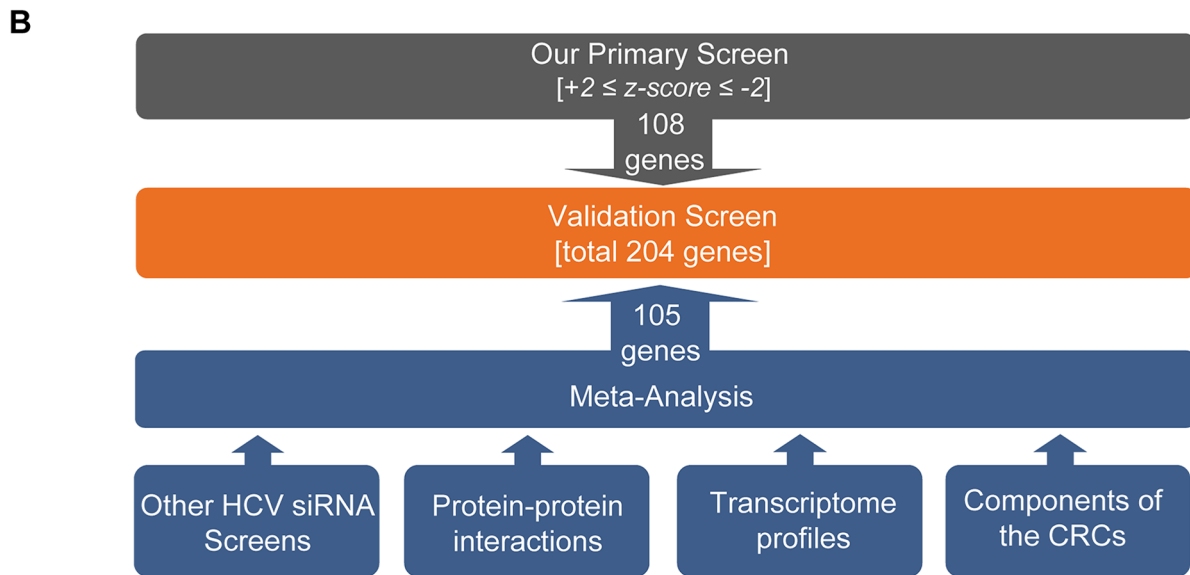 B
Our Primary Screen
[+2 ≤ z-score ≤ -2]
108
genes
Validation Screen
[total 204 genes]
105
genes
Meta-Analysis
Other HCV siRNA
Screens
Protein-protein
interactions
Transcriptome
profiles
Components of
the CRCs